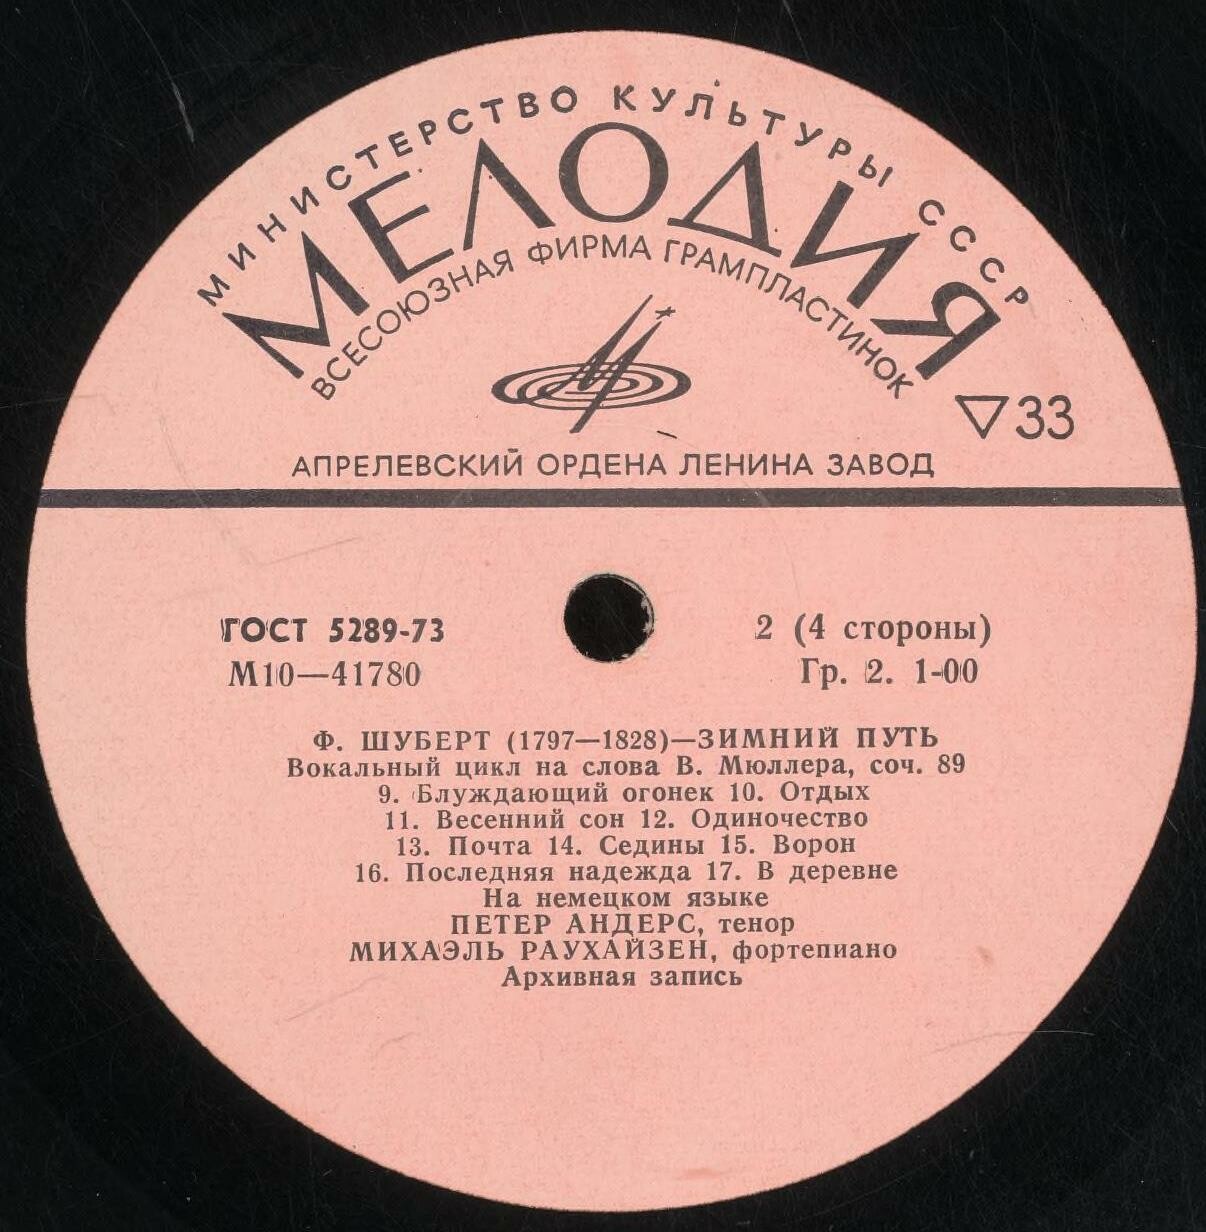 МИНИСТЕРСТВО КУЛЬТУРЫ СССР
МЕЛОДИЯ
ВСЕСОЮЗНАЯ ФИРМА ГРАМПЛАСТИНОК
▽33
АПРЕЛЕВСКИЙ ОРДЕНА ЛЕНИНА ЗАВОД
ГОСТ 5289-73
М10—41780
2 (4 стороны)
Гр. 2. 1-00
Ф. ШУБЕРТ (1797—1828)—ЗИМНИЙ ПУТЬ
Вокальный цикл на слова В. Мюллера, соч. 89
9. Блуждающий огонек 10. Отдых
11. Весенний сон 12. Одиночество
13. Почта 14. Седины 15. Ворон
16. Последняя надежда 17. В деревне
На немецком языке
ПЕТЕР АНДЕРС, тенор
МИХАЭЛЬ РАУХАЙЗЕН, фортепиано
Архивная запись